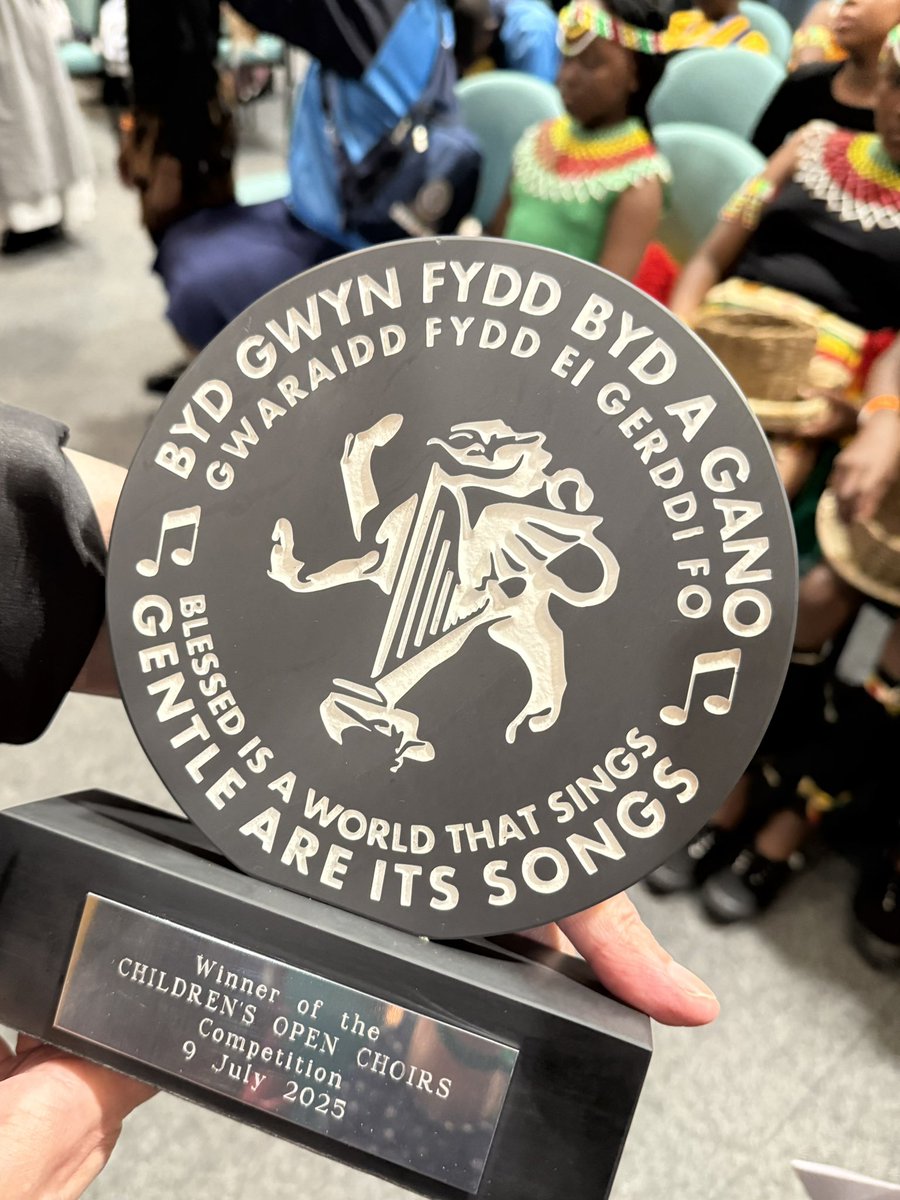 BYD GWYN FYDD BYD A GANO
GWARAIDD FYDD EI GERDDI FO
BLESSED IS A WORLD THAT SINGS
GENTLE ARE ITS SONGS
Winner of the
CHILDREN'S OPEN CHOIRS
Competition
9 July 2025